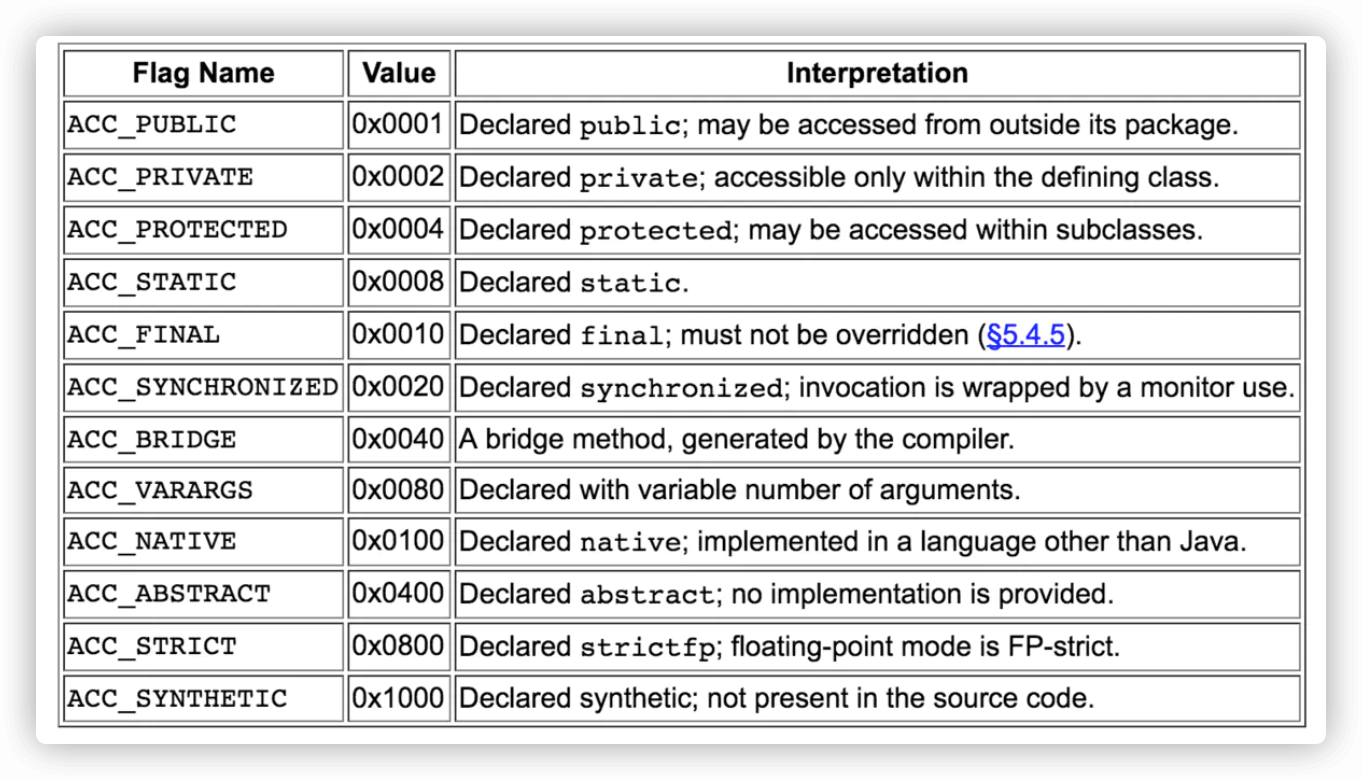 Flag Name Value Interpretation
ACC_PUBLIC 0x0001 Declared public; may be accessed from outside its package.
ACC_PRIVATE 0x0002 Declared private; accessible only within the defining class.
ACC_PROTECTED 0x0004 Declared protected; may be accessed within subclasses.
ACC_STATIC 0x0008 Declared static.
ACC_FINAL 0x0010 Declared final; must not be overridden (§5.4.5).
ACC_SYNCHRONIZED 0x0020 Declared synchronized; invocation is wrapped by a monitor use.
ACC_BRIDGE 0x0040 A bridge method, generated by the compiler.
ACC_VARARGS 0x0080 Declared with variable number of arguments.
ACC_NATIVE 0x0100 Declared native; implemented in a language other than Java.
ACC_ABSTRACT 0x0400 Declared abstract; no implementation is provided.
ACC_STRICT 0x0800 Declared strictfp; floating-point mode is FP-strict.
ACC_SYNTHETIC 0x1000 Declared synthetic; not present in the source code.